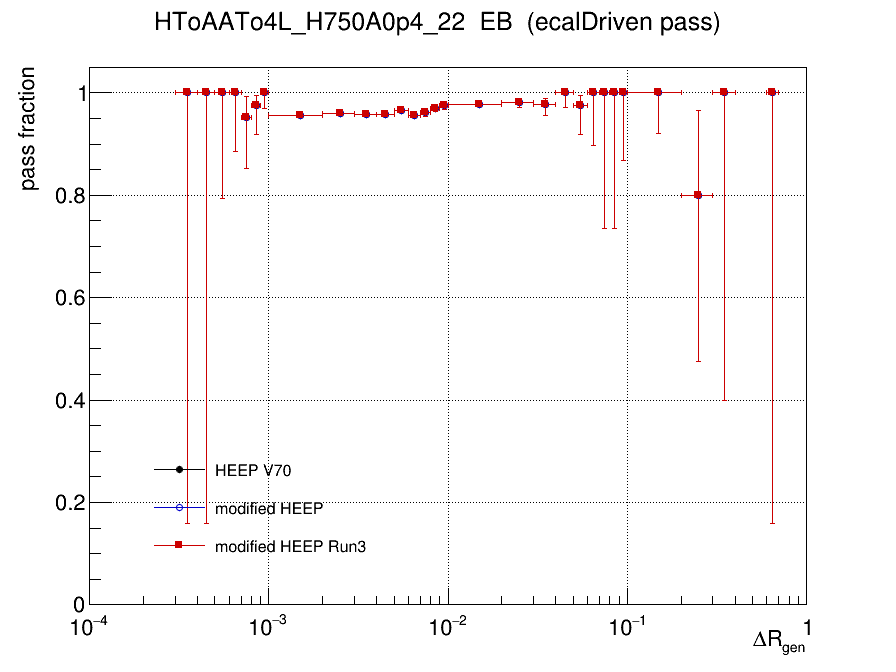 HToAATo4L_H750A0p4_22 EB (ecalDriven pass)
pass fraction
1
0.8
0.6
0.4
0.2
0
HEEP V70
modified HEEP
modified HEEP Run3
10⁻⁴ 10⁻³ 10⁻² 10⁻¹ 1
ΔR_gen